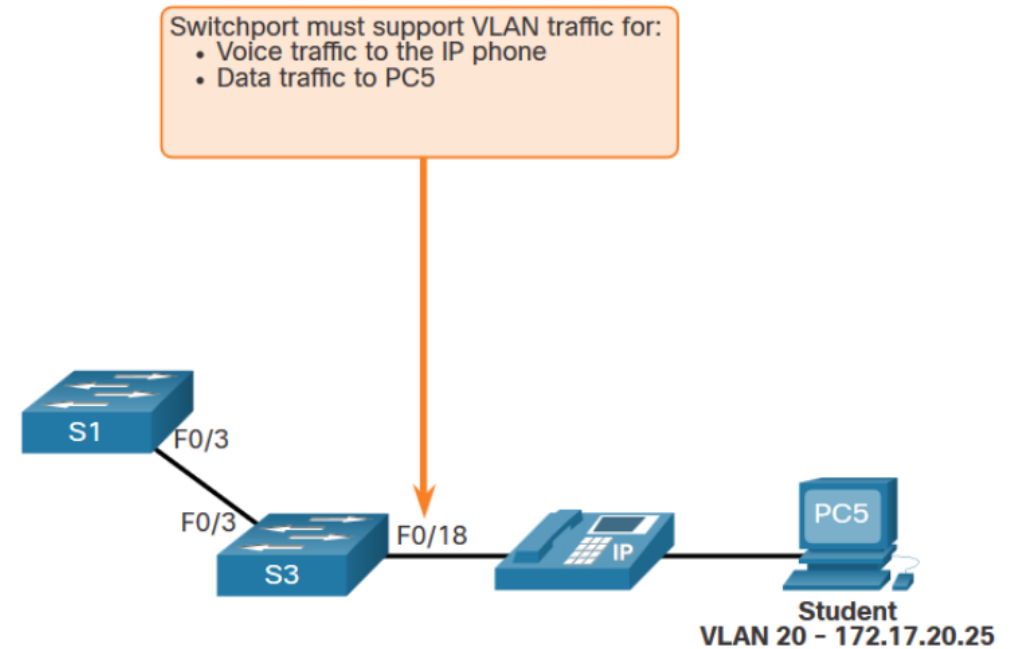 Switchport must support VLAN traffic for:
• Voice traffic to the IP phone
• Data traffic to PC5
S1
F0/3
F0/3
S3
F0/18
IP
PC5
Student
VLAN 20 – 172.17.20.25